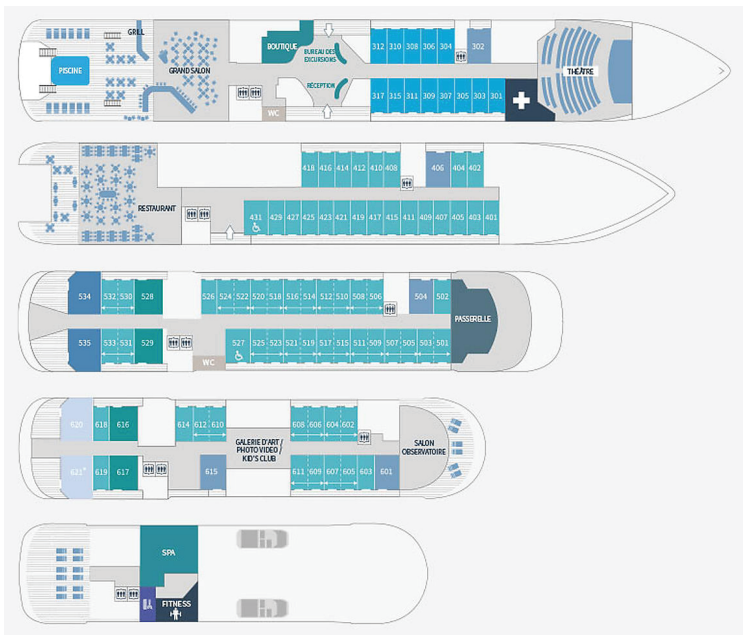 GRILL
BOUTIQUE
BUREAU DES
EXCURSIONS
312 310 308 306 304 302
PISCINE
GRAND SALON
THÉÂTRE
RÉCEPTION
317 315 311 309 307 305 303 301
WC
418 416 414 412 410 408 406 404 402
RESTAURANT
431 429 427 425 423 421 419 417 415 411 409 407 405 403 401
534 532 530 528 526 524 522 520 518 516 514 512 510 508 506 504 502
PASSERELLE
535 533 531 529 527 525 523 521 519 517 515 511 509 507 505 503 501
WC
620 618 616 614 612 610 608 606 604 602
GALERIE D'ART /
PHOTO VIDEO /
KID'S CLUB
SALON
OBSERVATOIRE
621* 619 617 615 611 609 607 605 603 601
SPA
FITNESS